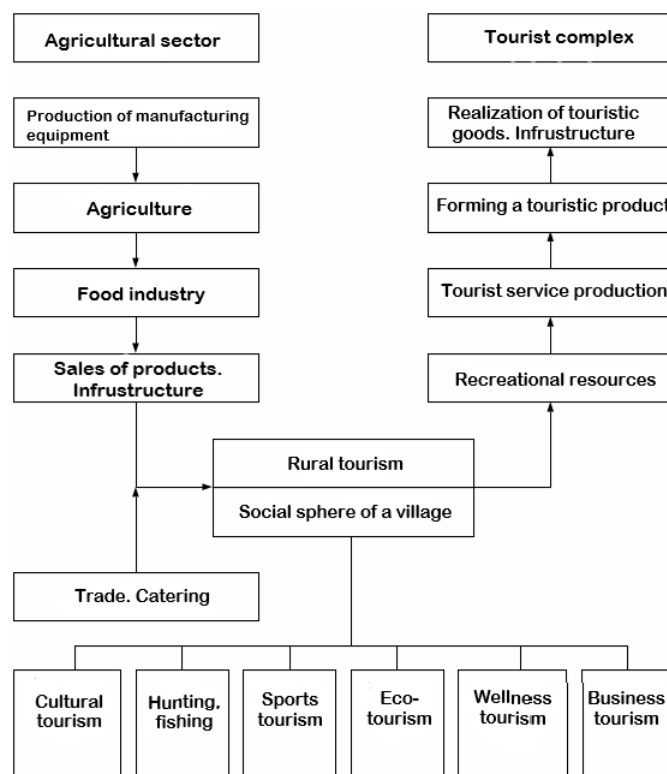 Agricultural sector
Tourist complex
Production of manufacturing
equipment
Realization of touristic
goods. Infrustructure
Agriculture
Forming a touristic product
Food industry
Tourist service production
Sales of products.
Infrustructure
Recreational resources
Rural tourism
Social sphere of a village
Trade. Catering
Cultural
tourism
Hunting,
fishing
Sports
tourism
Eco-
tourism
Wellness
tourism
Business
tourism